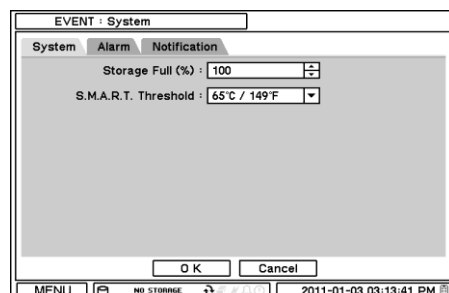 EVENT : System
System Alarm Notification
Storage Full (%) : 100
S.M.A.R.T. Threshold : 65°C / 149°F
OK Cancel
MENU NO STORAGE 2011-01-03 03:13:41 PM